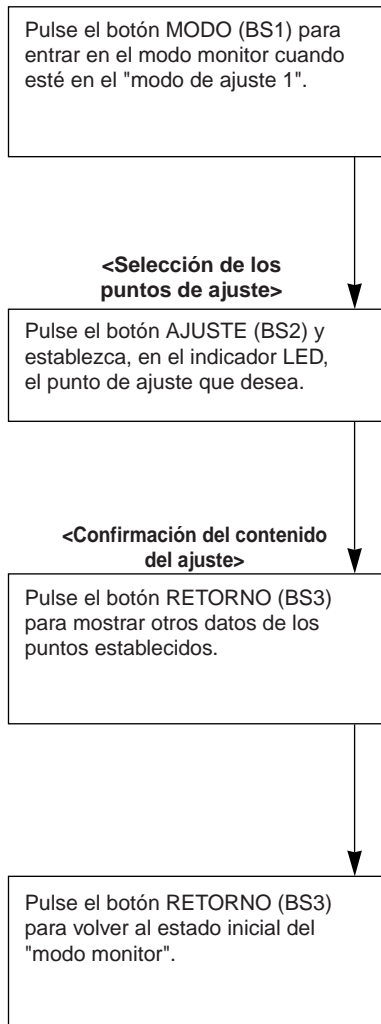 Pulse el botón MODO (BS1) para
entrar en el modo monitor cuando
esté en el "modo de ajuste 1".
<Selección de los
puntos de ajuste>
Pulse el botón AJUSTE (BS2) y
establezca, en el indicador LED,
el punto de ajuste que desea.
<Confirmación del contenido
del ajuste>
Pulse el botón RETORNO (BS3)
para mostrar otros datos de los
puntos establecidos.
Pulse el botón RETORNO (BS3)
para volver al estado inicial del
"modo monitor".